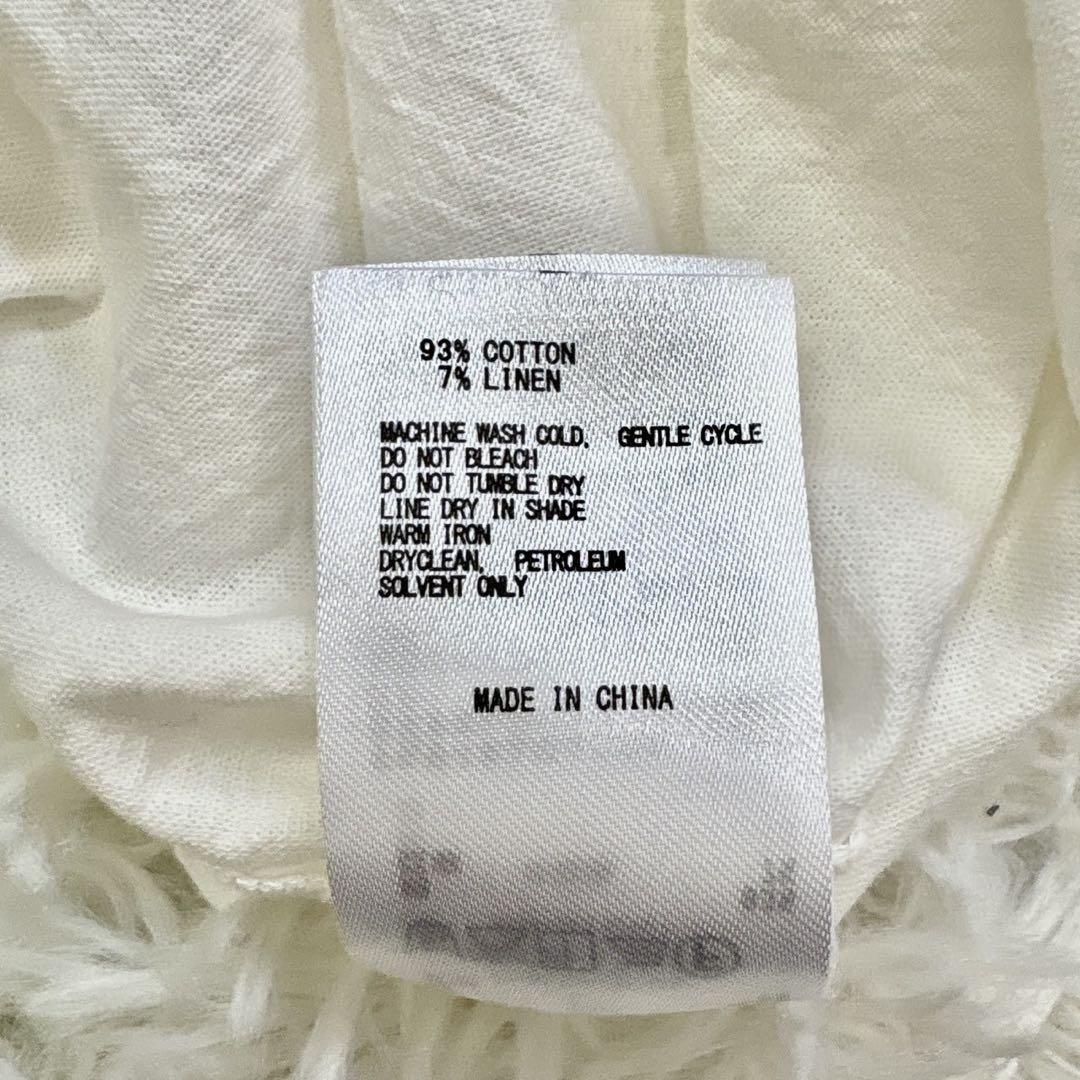 93% COTTON
7% LINEN
MACHINE WASH COLD, GENTLE CYCLE
DO NOT BLEACH
DO NOT TUMBLE DRY
LINE DRY IN SHADE
WARM IRON
DRYCLEAN, PETROLEUM
SOLVENT ONLY
MADE IN CHINA